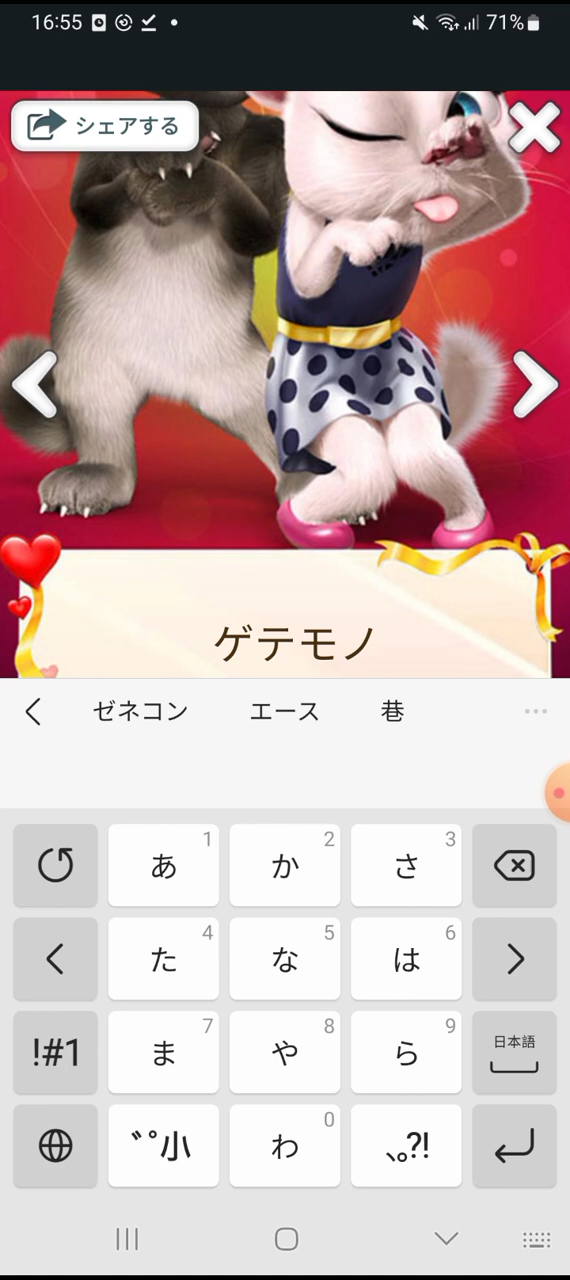 16:55 71%
シェアする
ゲテモノ
ゼネコン エース 巷
1 2 3
あ か さ
4 5 6
た な は
7 8 9
!#1 ま や ら 日本語
0
゛゜小 わ 、。?!